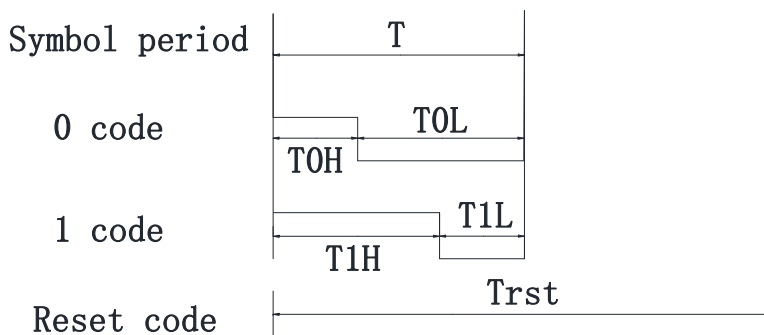 Symbol period T
0 code T0H T0L
1 code T1H T1L
Reset code Trst